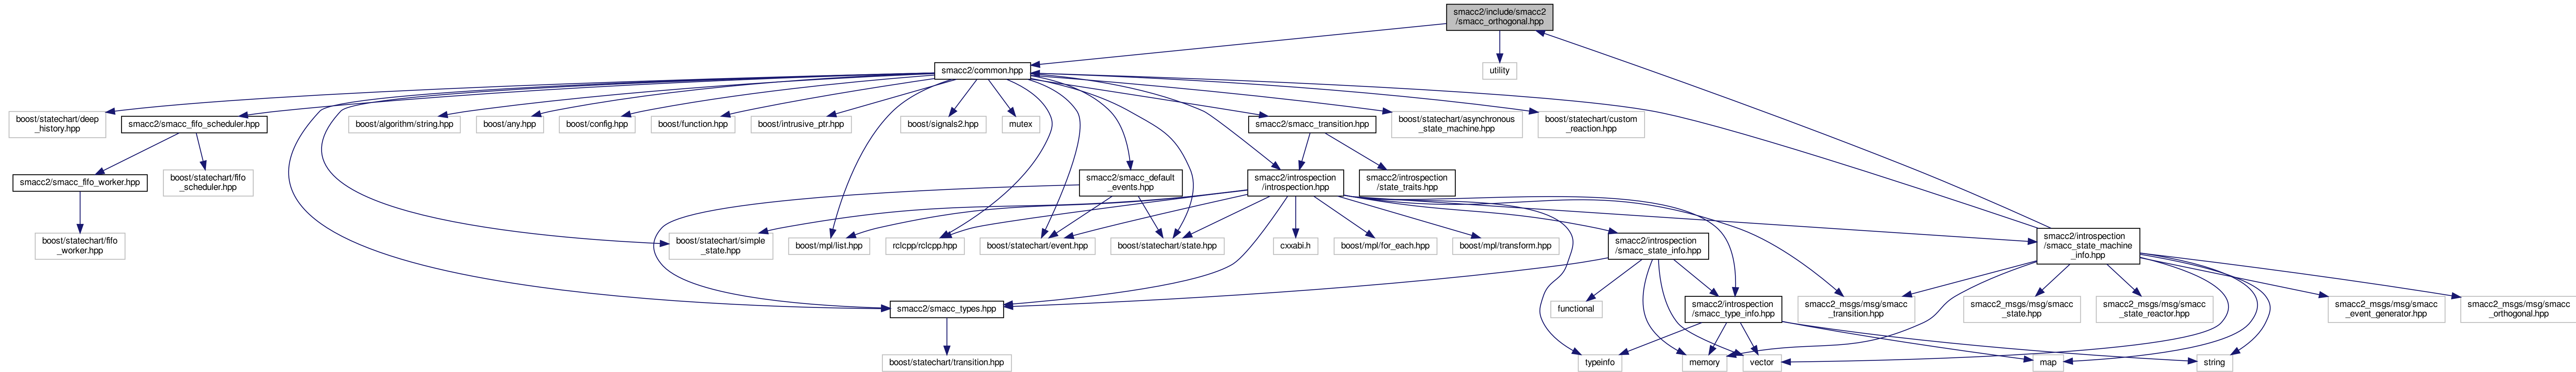 smacc2/include/smacc2
/smacc_orthogonal.hpp
smacc2/common.hpp
utility
boost/statechart/deep
_history.hpp
smacc2/smacc_fifo_scheduler.hpp
boost/algorithm/string.hpp
boost/any.hpp
boost/config.hpp
boost/function.hpp
boost/intrusive_ptr.hpp
boost/signals2.hpp
mutex
smacc2/smacc_transition.hpp
boost/statechart/asynchronous
_state_machine.hpp
boost/statechart/custom
_reaction.hpp
smacc2/smacc_fifo_worker.hpp
boost/statechart/fifo
_scheduler.hpp
smacc2/smacc_default
_events.hpp
smacc2/introspection
/introspection.hpp
smacc2/introspection
/state_traits.hpp
boost/statechart/fifo
_worker.hpp
boost/statechart/simple
_state.hpp
boost/mpl/list.hpp
rclcpp/rclcpp.hpp
boost/statechart/event.hpp
boost/statechart/state.hpp
cxxabi.h
boost/mpl/for_each.hpp
boost/mpl/transform.hpp
smacc2/introspection
/smacc_state_info.hpp
smacc2/introspection
/smacc_state_machine
_info.hpp
smacc2/smacc_types.hpp
functional
smacc2/introspection
/smacc_type_info.hpp
smacc2_msgs/msg/smacc
_transition.hpp
smacc2_msgs/msg/smacc
_state.hpp
smacc2_msgs/msg/smacc
_state_reactor.hpp
smacc2_msgs/msg/smacc
_event_generator.hpp
smacc2_msgs/msg/smacc
_orthogonal.hpp
boost/statechart/transition.hpp
typeinfo
memory
vector
map
string